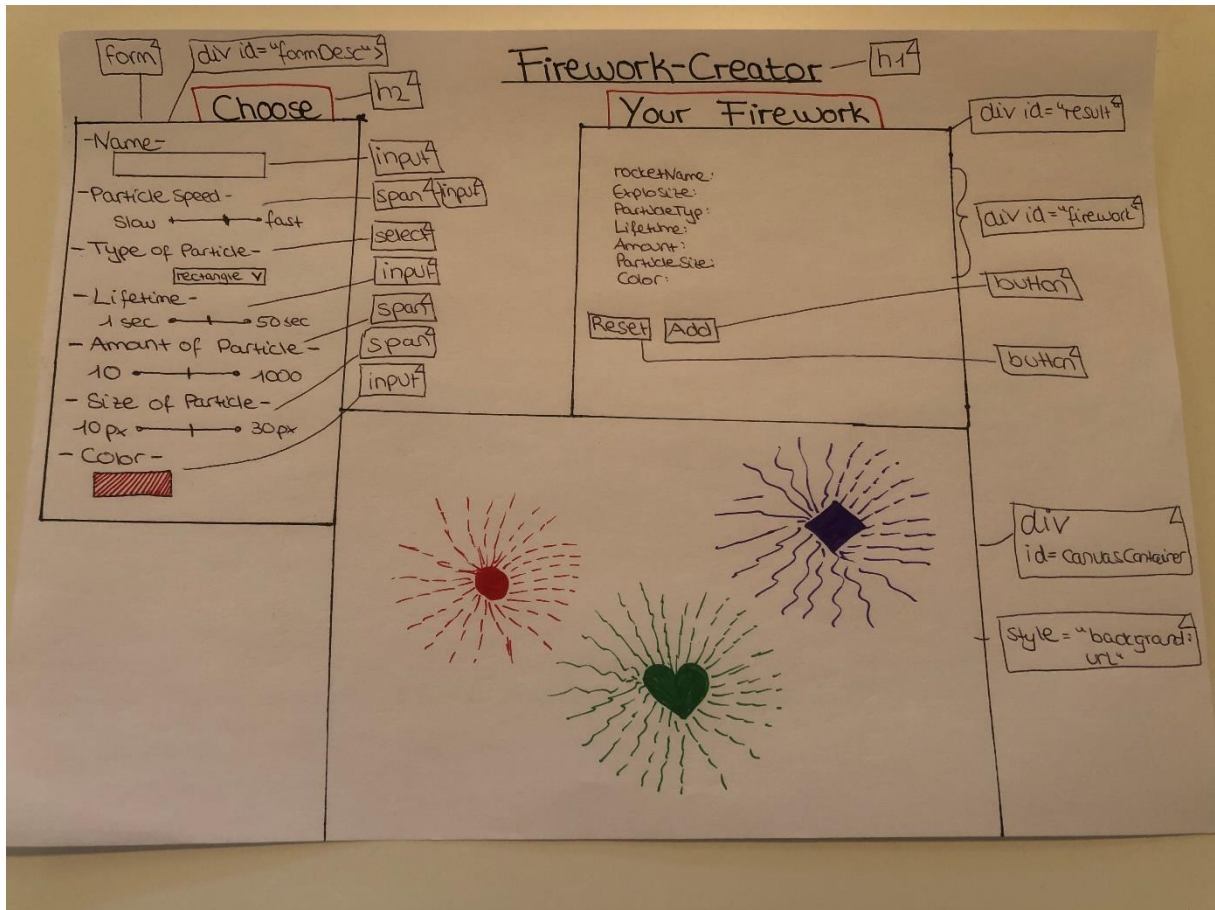 Firework-Creator
h1
form
div id="formDesc">
Choose
h2
-Name-
input
-Particle Speed-
Slow fast
span
input
-Type of Particle-
rectangle V
select
-Lifetime-
1 sec 50 sec
input
-Amount of Particle-
10 1000
span
-Size of Particle-
10 px 30 px
span
-Color-
input
Your Firework
div id="result"
rocketName:
ExploSize:
ParticleTyp:
Lifetime:
Amount:
ParticleSize:
Color:
div id="firework"
Reset Add
button
button
div
id=CanvasContainer
style="background:
url"